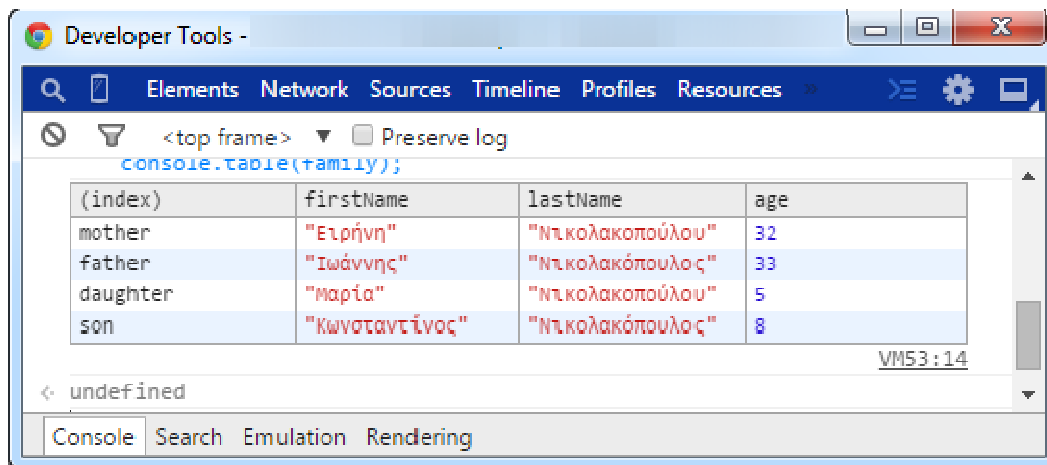 Developer Tools -
Elements Network Sources Timeline Profiles Resources »
<top frame> ▼ Preserve log
console.table(family);
(index) firstName lastName age
mother "Ειρήνη" "Νικολακοπούλου" 32
father "Ιωάννης" "Νικολακόπουλος" 33
daughter "Μαρία" "Νικολακοπούλου" 5
son "Κωνσταντίνος" "Νικολακόπουλος" 8
VM53:14
undefined
Console Search Emulation Rendering